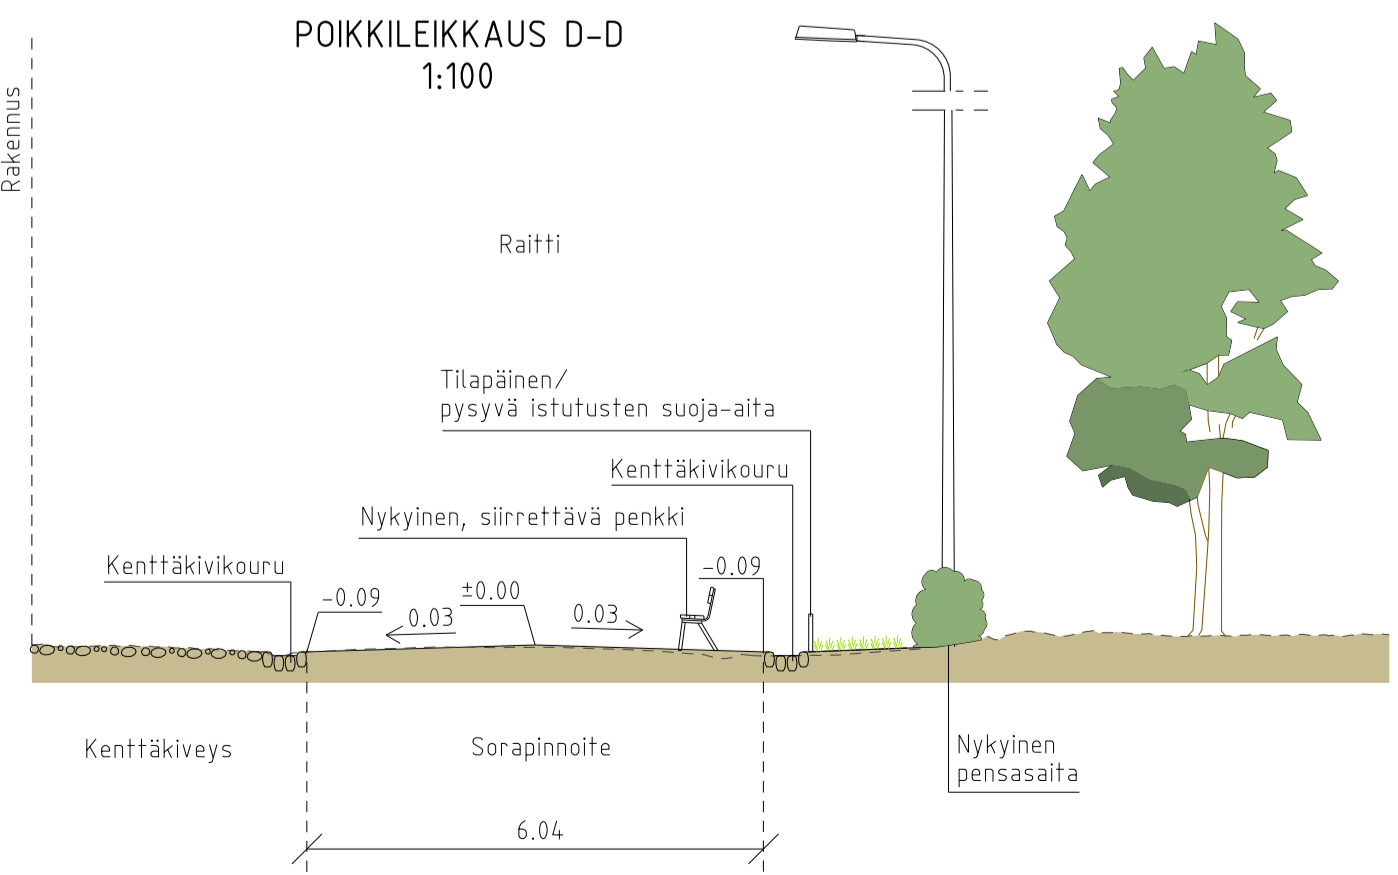 POIKKILEIKKAUS D-D
1:100
Rakennus
Raitti
Tilapäinen/
pysyvä istutusten suoja-aita
Kenttäkivikouru
Nykyinen, siirrettävä penkki
Kenttäkivikouru
-0.09
-0.09
0.03
±0.00
0.03
Kenttäkiveys
Sorapinnoite
Nykyinen
pensasaita
6.04